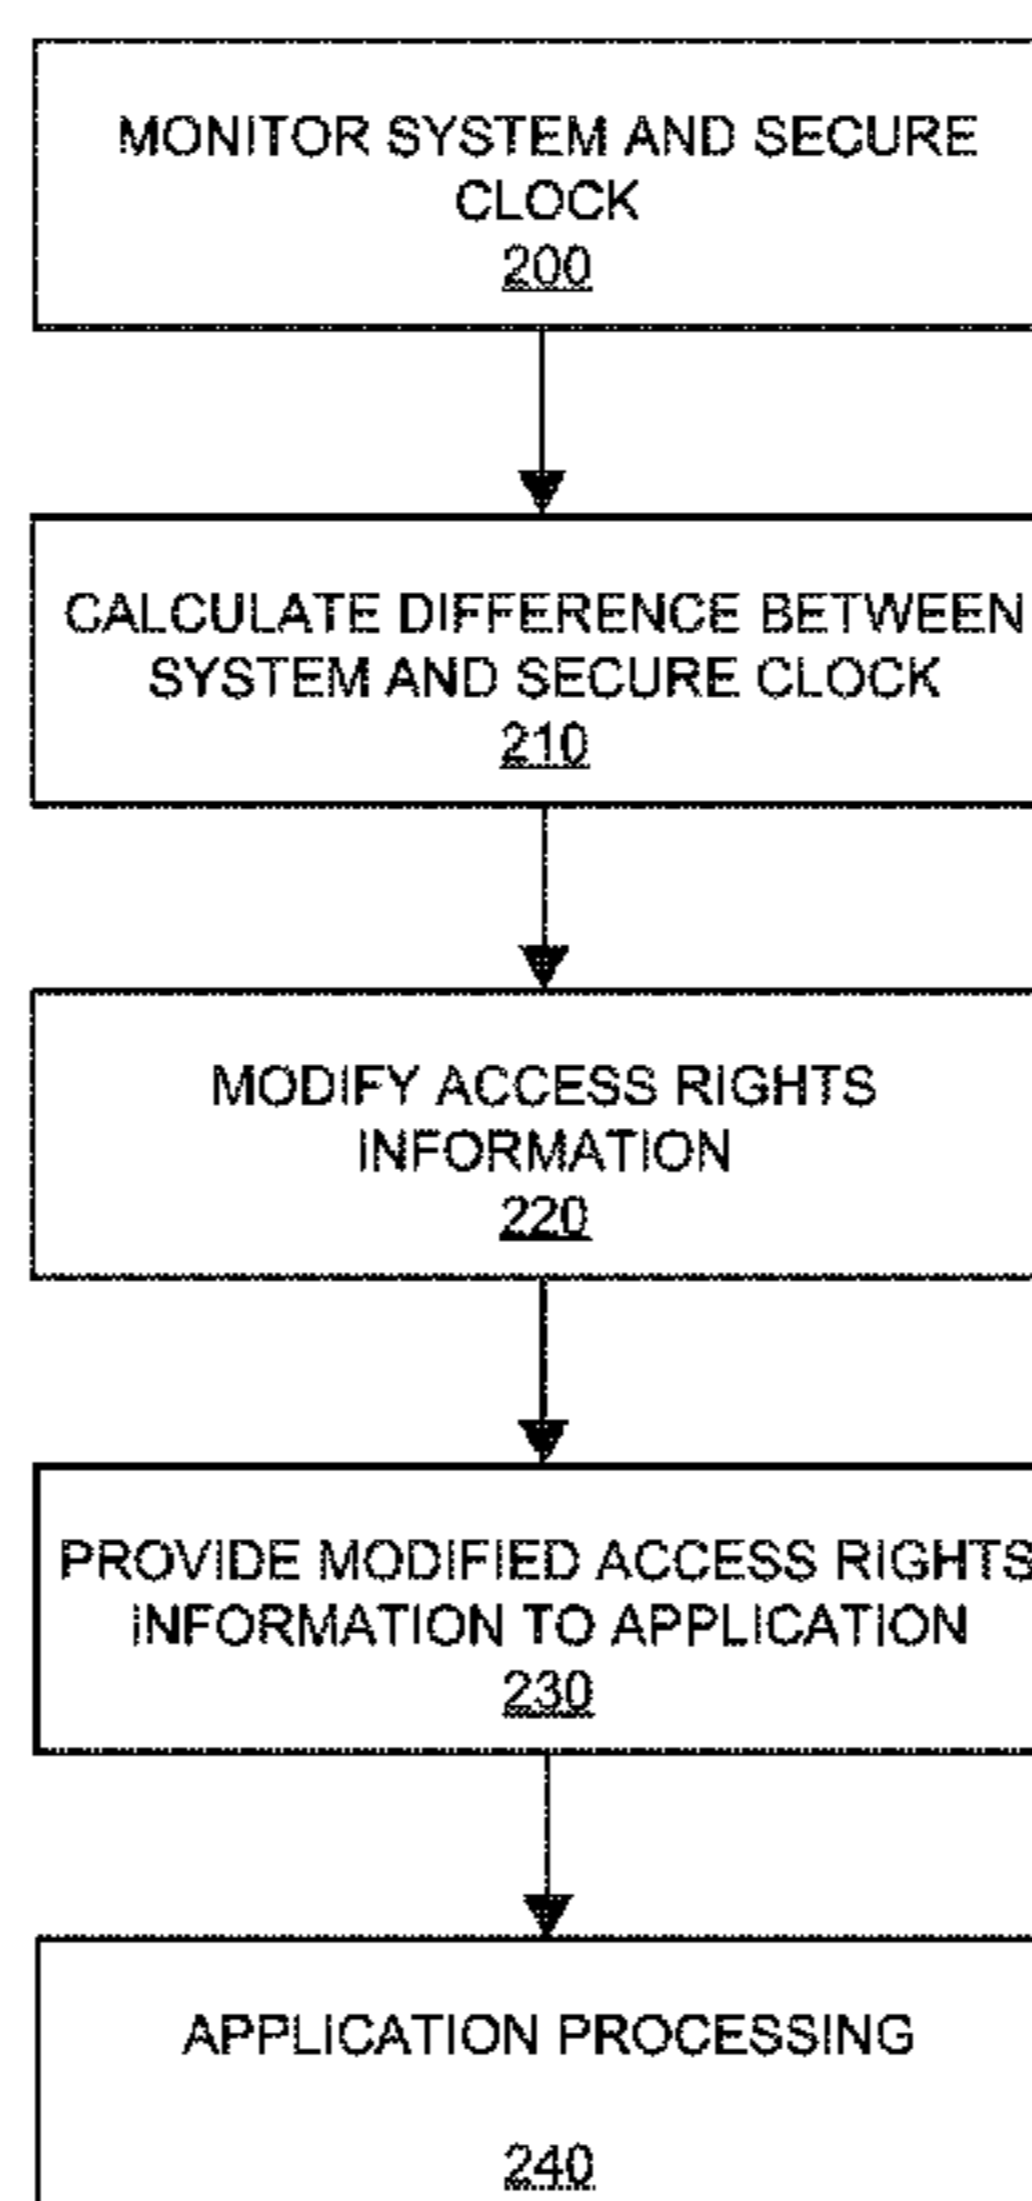 MONITOR SYSTEM AND SECURE
CLOCK
200
CALCULATE DIFFERENCE BETWEEN
SYSTEM AND SECURE CLOCK
210
MODIFY ACCESS RIGHTS
INFORMATION
220
PROVIDE MODIFIED ACCESS RIGHTS
INFORMATION TO APPLICATION
230
APPLICATION PROCESSING
240